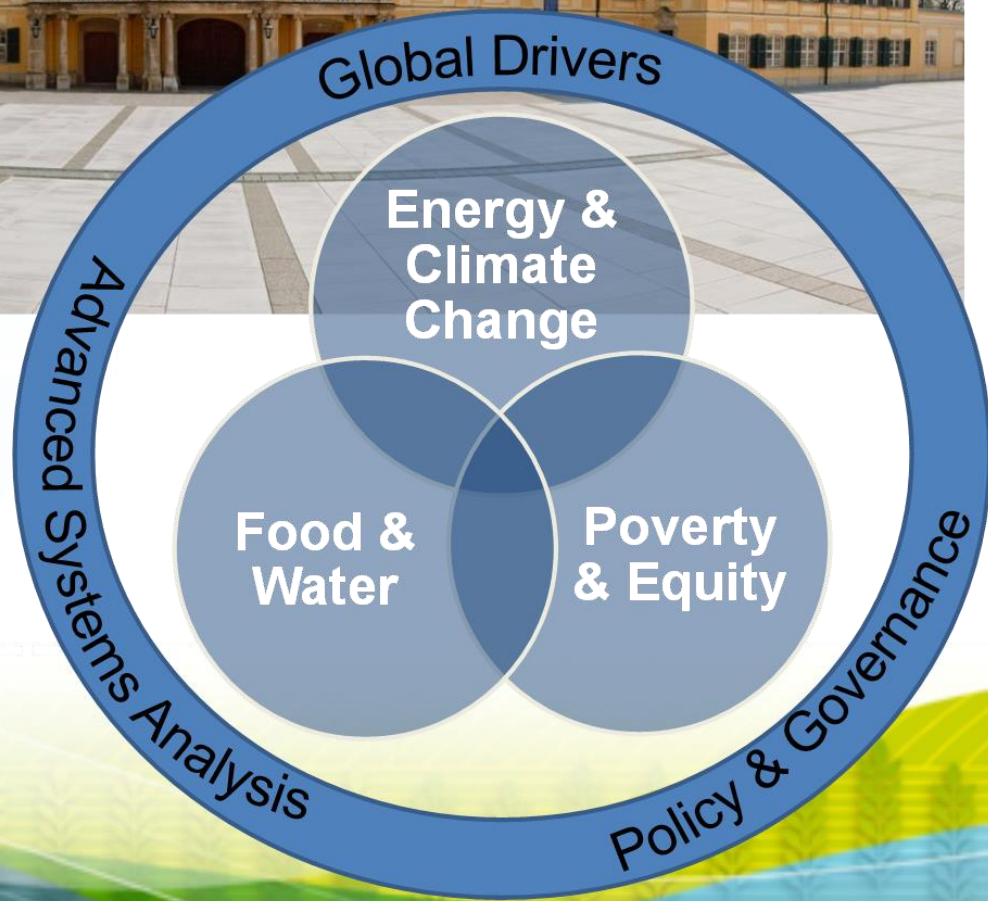 Global Drivers
Energy &
Climate
Change
Advanced Systems Analysis
Food &
Water
Poverty
& Equity
Policy & Governance